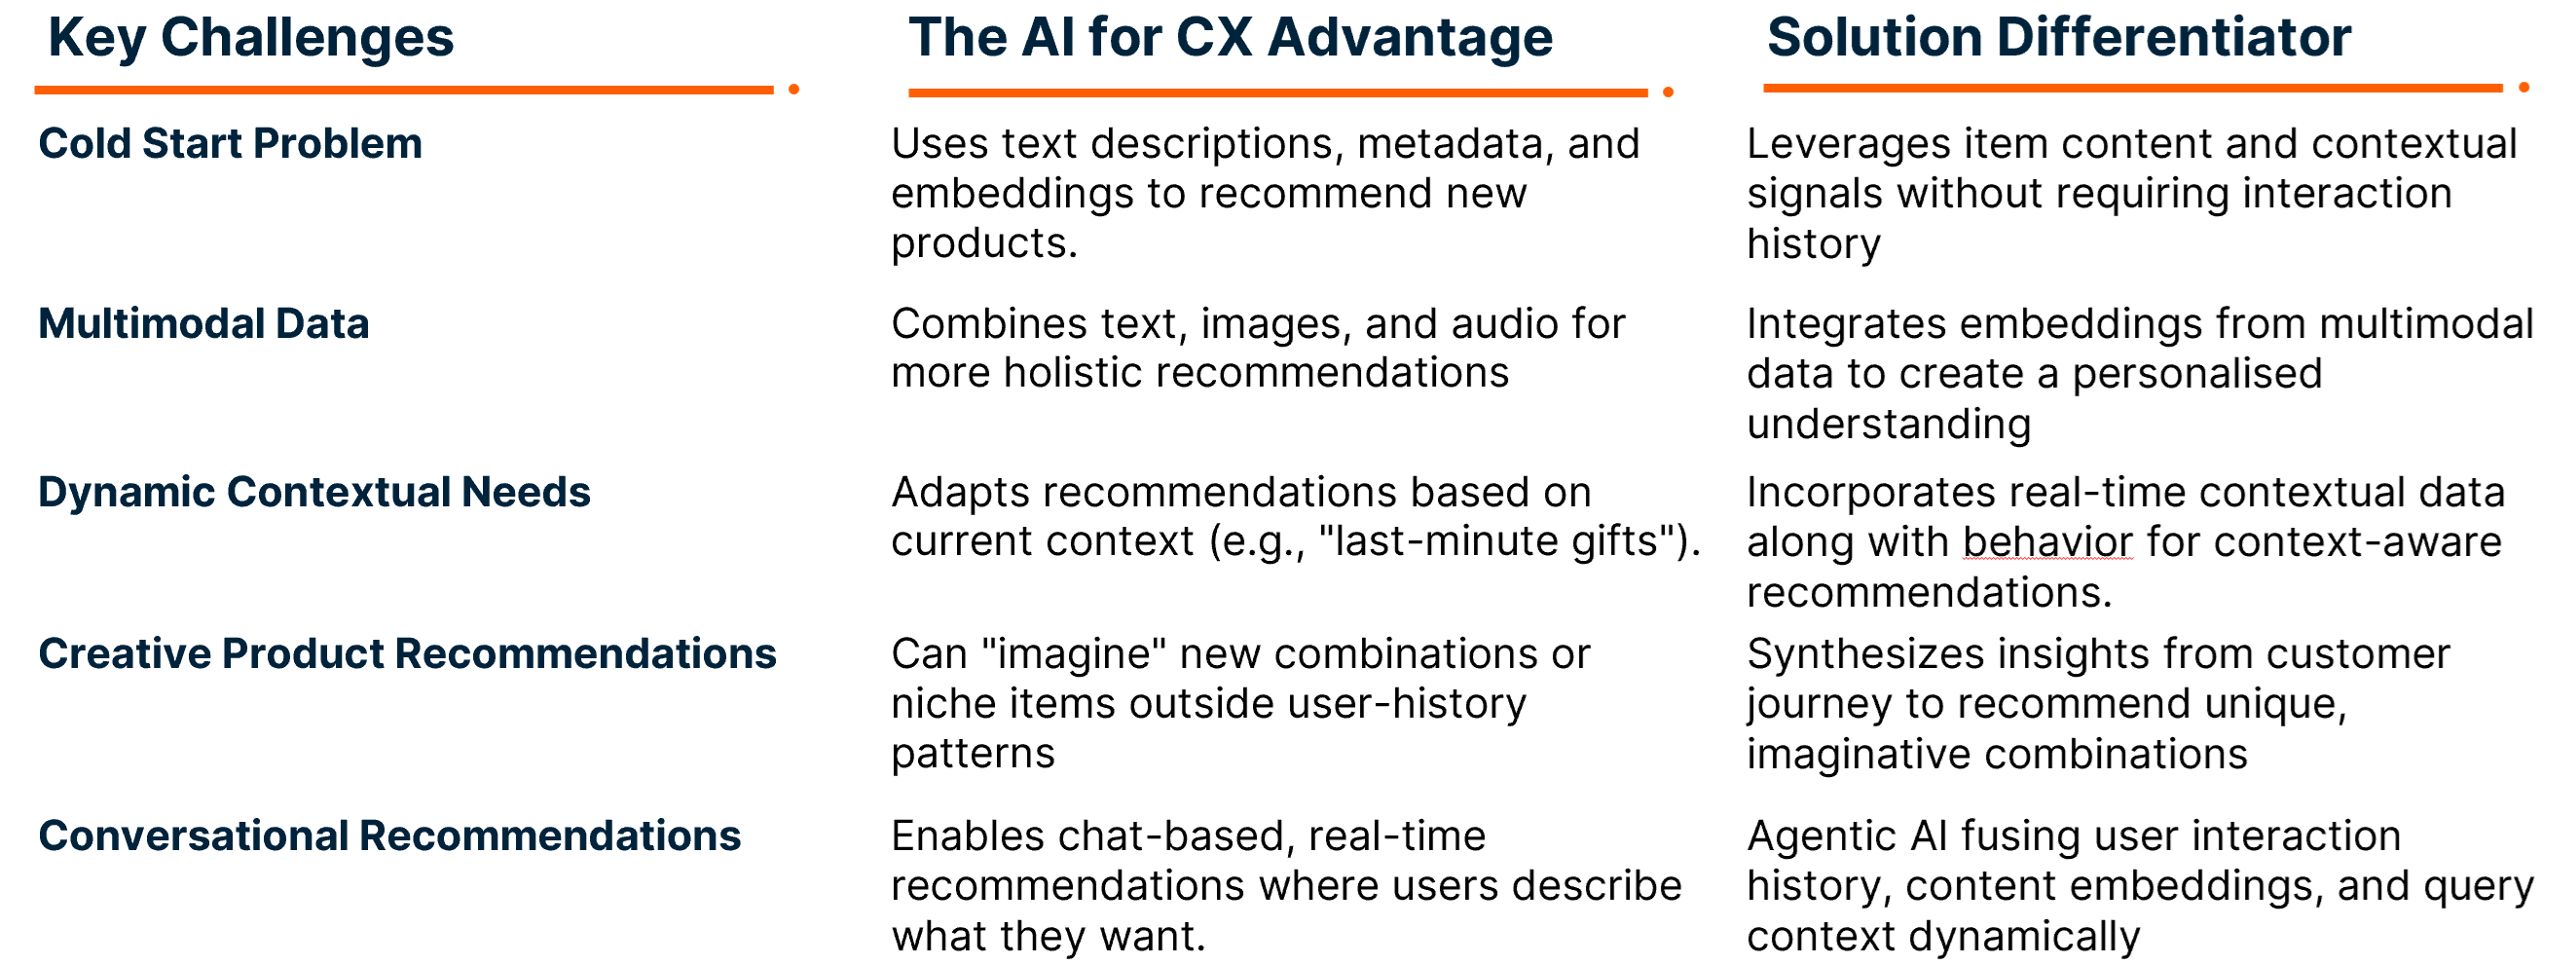 Key Challenges
The AI for CX Advantage
Solution Differentiator
Cold Start Problem
Uses text descriptions, metadata, and
embeddings to recommend new
products.
Leverages item content and contextual
signals without requiring interaction
history
Multimodal Data
Combines text, images, and audio for
more holistic recommendations
Integrates embeddings from multimodal
data to create a personalised
understanding
Dynamic Contextual Needs
Adapts recommendations based on
current context (e.g., "last-minute gifts").
Incorporates real-time contextual data
along with behavior for context-aware
recommendations.
Creative Product Recommendations
Can "imagine" new combinations or
niche items outside user-history
patterns
Synthesizes insights from customer
journey to recommend unique,
imaginative combinations
Conversational Recommendations
Enables chat-based, real-time
recommendations where users describe
what they want.
Agentic AI fusing user interaction
history, content embeddings, and query
context dynamically